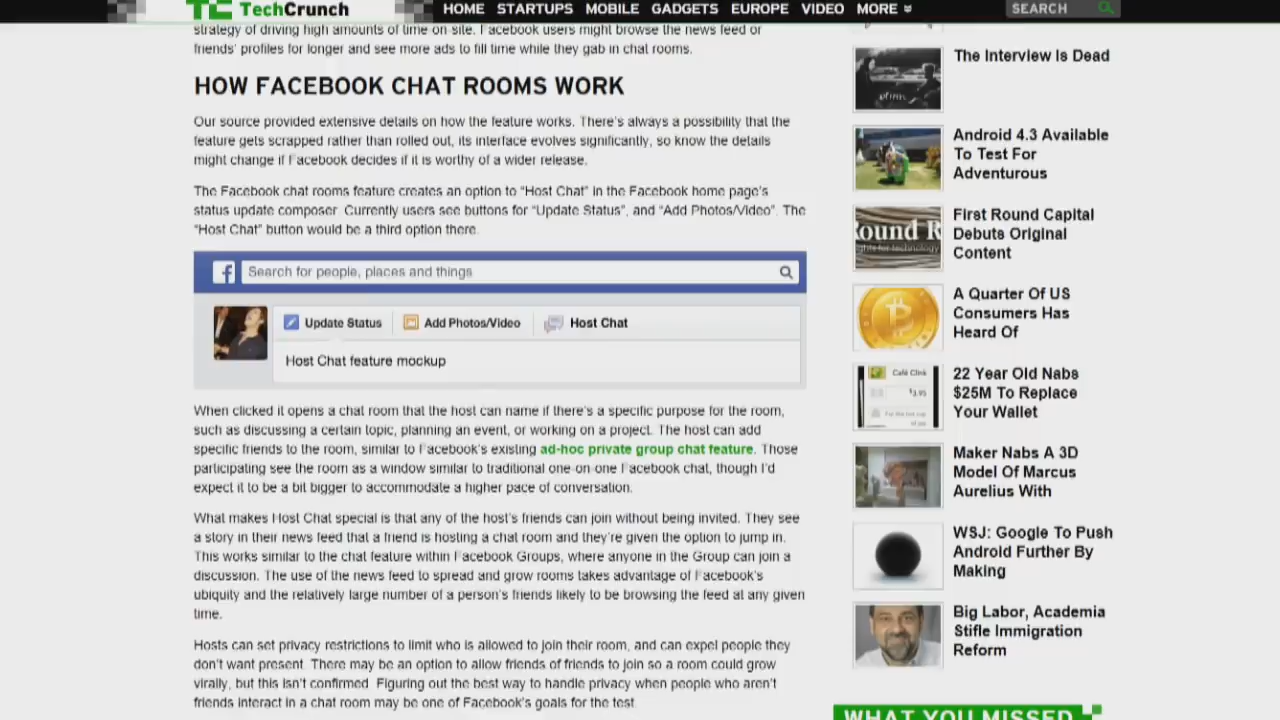 TechCrunch
HOME STARTUPS MOBILE GADGETS EUROPE VIDEO MORE
SEARCH
strategy of driving high amounts of time on-site. Facebook users might browse the news feed or
friends' profiles for longer and see more ads to fill time while they gab in chat rooms.
HOW FACEBOOK CHAT ROOMS WORK
Our source provided extensive details on how the feature works. There's always a possibility that the
feature gets scrapped rather than rolled out, its interface evolves significantly, so know the details
might change if Facebook decides if it is worthy of a wider release.
The Facebook chat rooms feature creates an option to "Host Chat" in the Facebook home page's
status update composer. Currently users see buttons for "Update Status", and "Add Photos/Video". The
"Host Chat" button would be a third option there.
f
Search for people, places and things
Update Status
Add Photos/Video
Host Chat
Host Chat feature mockup
When clicked it opens a chat room that the host can name if there's a specific purpose for the room,
such as discussing a certain topic, planning an event, or working on a project. The host can add
specific friends to the room, similar to Facebook's existing ad-hoc private group chat feature. Those
participating see the room as a window similar to traditional one-on-one Facebook chat, though I'd
expect it to be a bit bigger to accommodate a higher pace of conversation.
What makes Host Chat special is that any of the host's friends can join without being invited. They see
a story in their news feed that a friend is hosting a chat room and they're given the option to jump in.
This works similar to the chat feature within Facebook Groups, where anyone in the Group can join a
discussion. The use of the news feed to spread and grow rooms takes advantage of Facebook's
ubiquity and the relatively large number of a person's friends likely to be browsing the feed at any given
time.
Hosts can set privacy restrictions to limit who is allowed to join their room, and can expel people they
don't want present. There may be an option to allow friends of friends to join so a room could grow
virally, but this isn't confirmed. Figuring out the best way to handle privacy when people who aren't
friends interact in a chat room may be one of Facebook's goals for the test.
The Interview Is Dead
Android 4.3 Available
To Test For
Adventurous
ound R
ghts for technology
First Round Capital
Debuts Original
Content
A Quarter Of US
Consumers Has
Heard Of
Café Clink
$3.95
22 Year Old Nabs
$25M To Replace
Your Wallet
Maker Nabs A 3D
Model Of Marcus
Aurelius With
WSJ: Google To Push
Android Further By
Making
Big Labor, Academia
Stifle Immigration
Reform
WHAT YOU MISSED